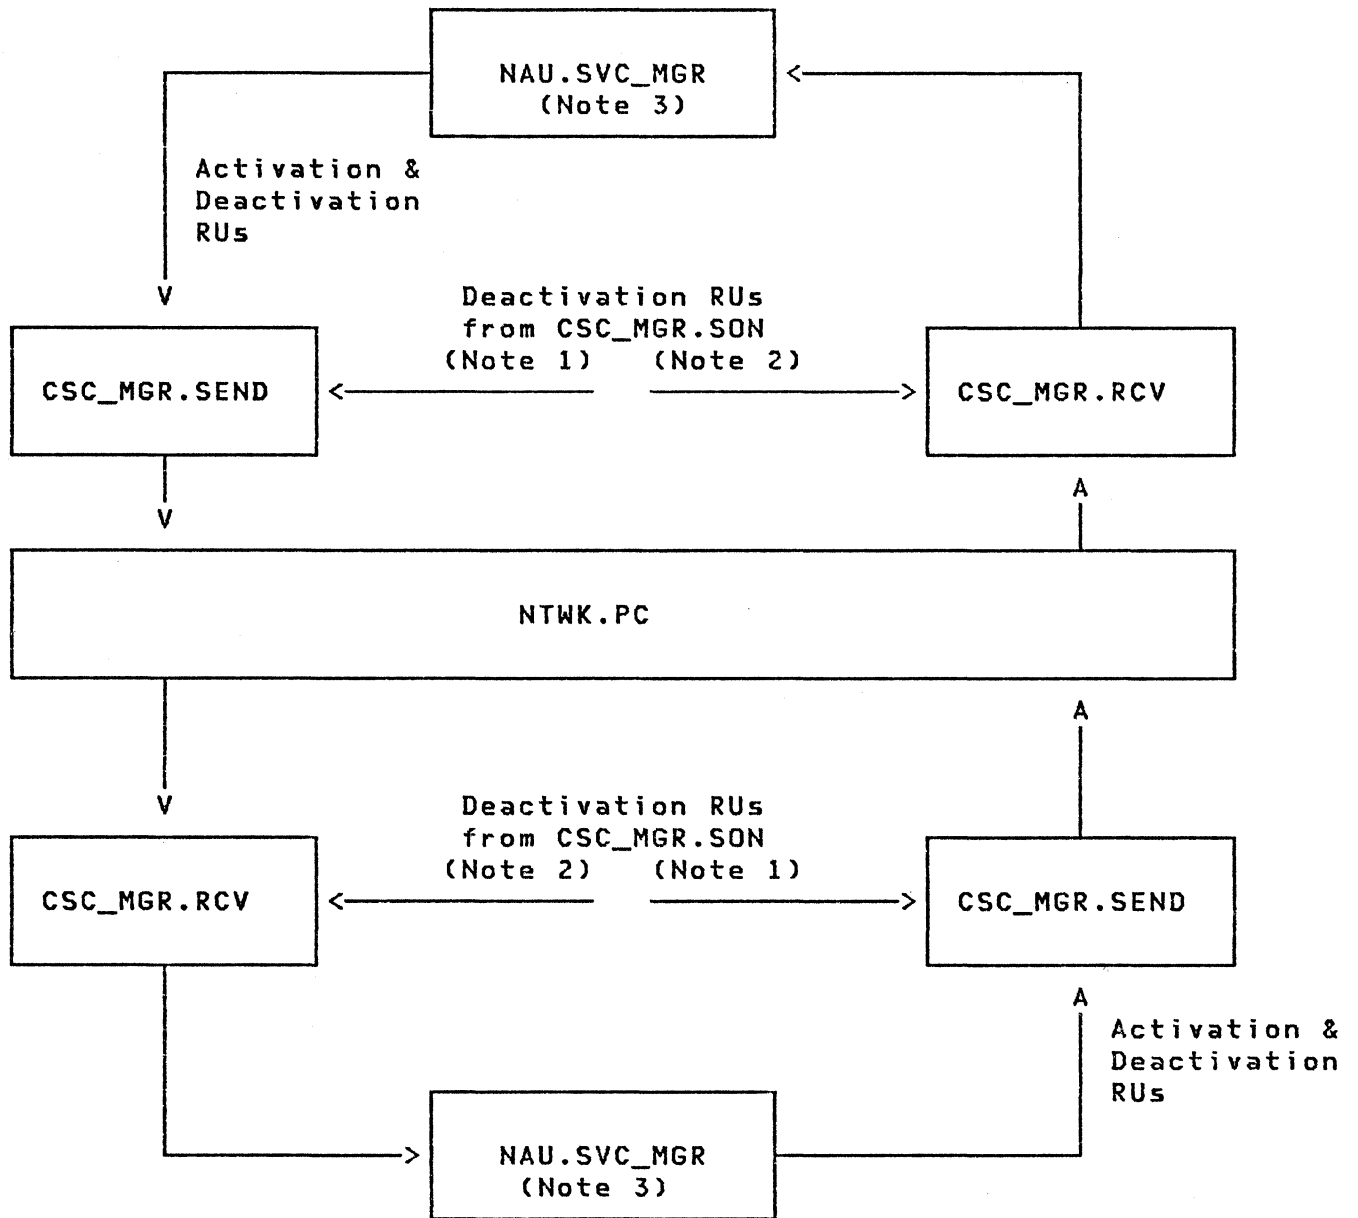 NAU.SVC_MGR
(Note 3)
Activation &
Deactivation
RUs
Deactivation RUs
from CSC_MGR.SON
(Note 1) (Note 2)
CSC_MGR.SEND
CSC_MGR.RCV
NTWK.PC
Deactivation RUs
from CSC_MGR.SON
(Note 2) (Note 1)
CSC_MGR.RCV
CSC_MGR.SEND
Activation &
Deactivation
RUs
NAU.SVC_MGR
(Note 3)